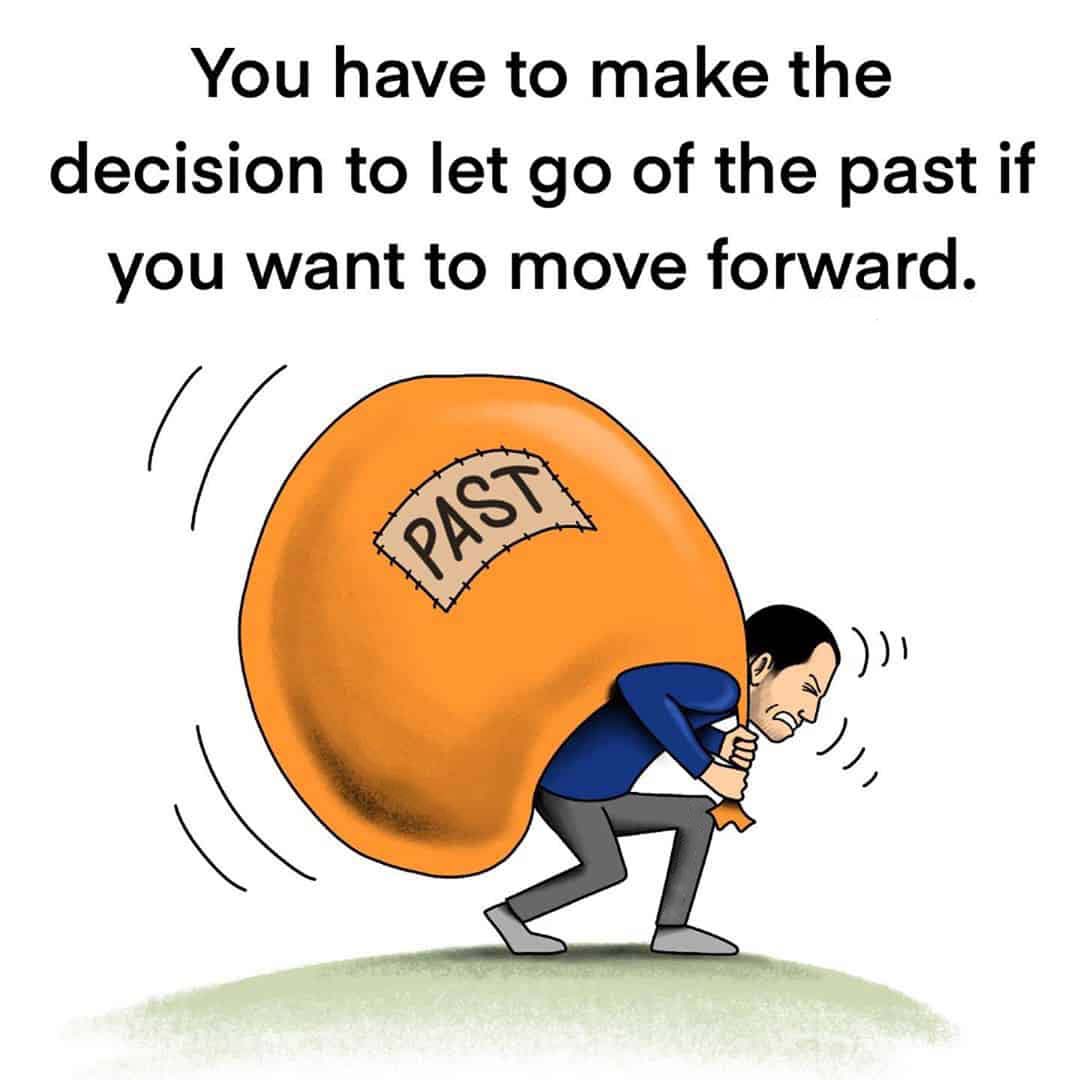 You have to make the
decision to let go of the past if
you want to move forward.
PAST